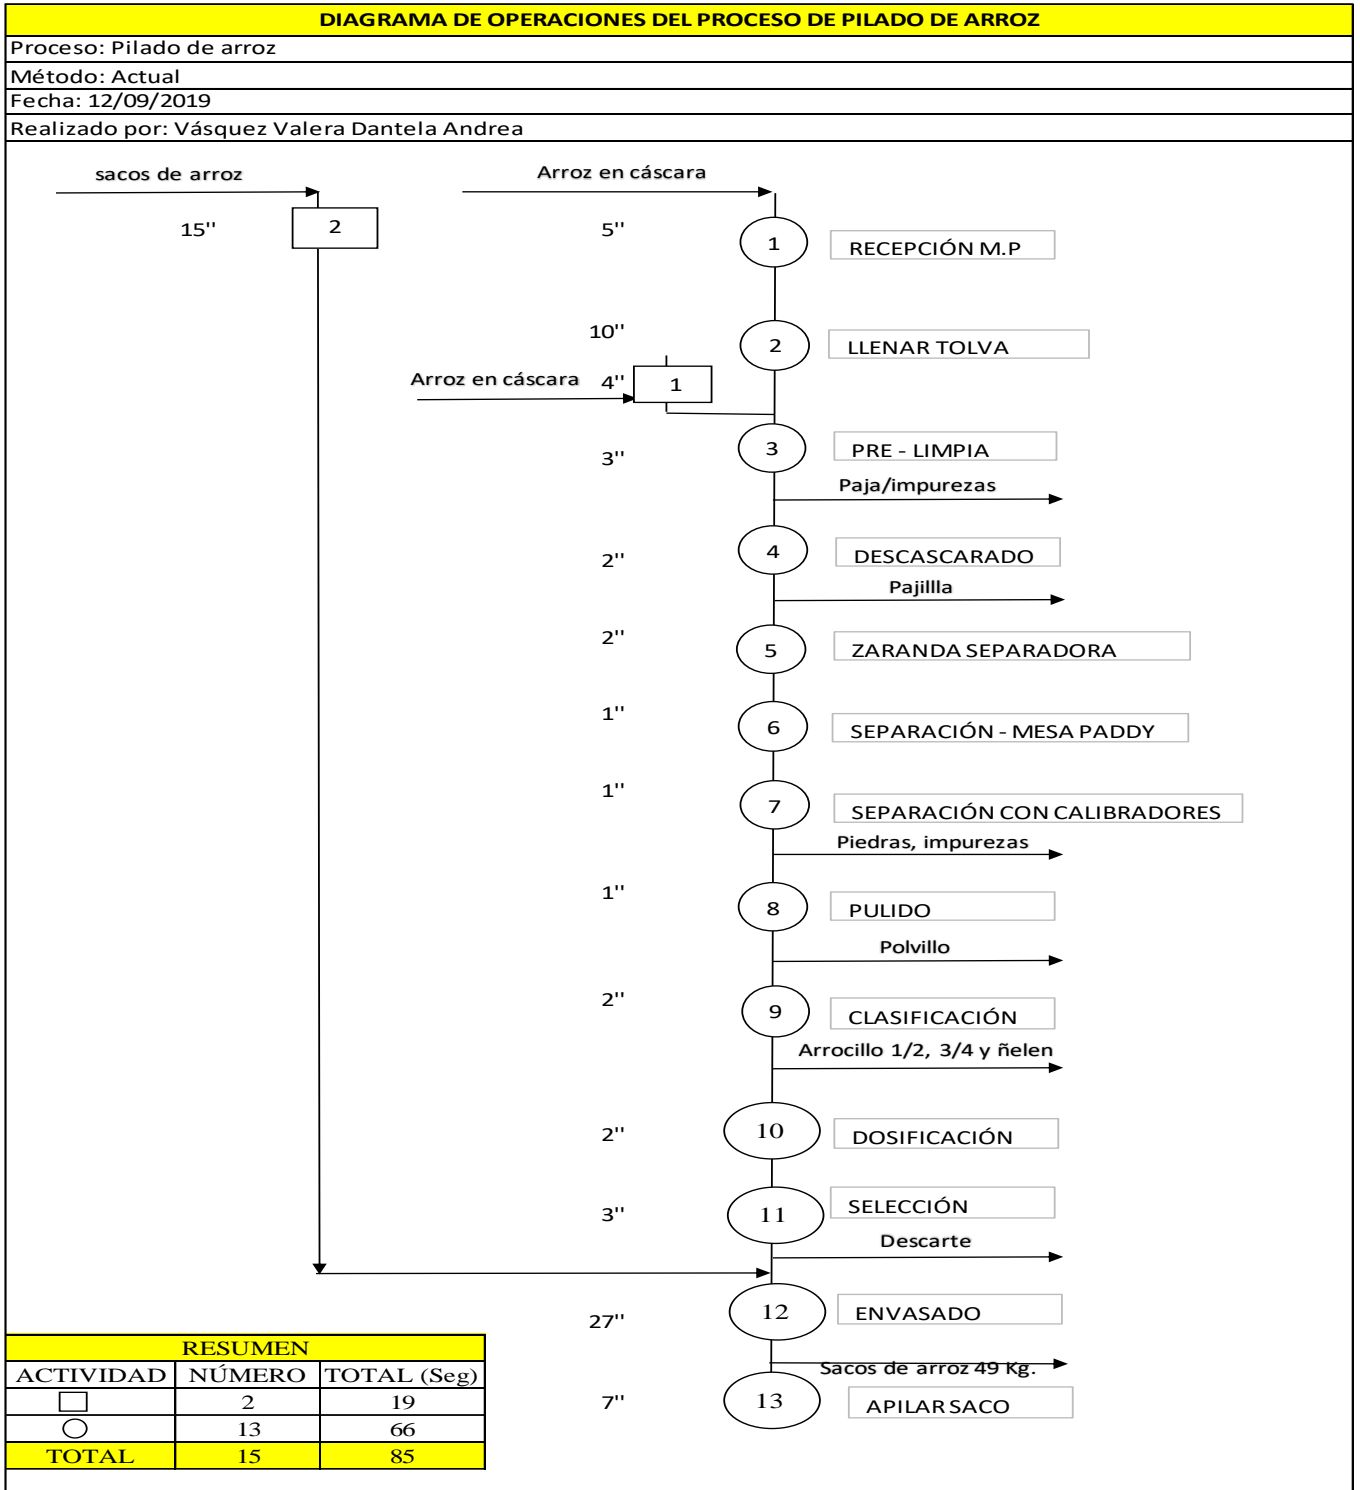 DIAGRAMA DE OPERACIONES DEL PROCESO DE PILADO DE ARROZ
Proceso: Pilado de arroz
Método: Actual
Fecha: 12/09/2019
Realizado por: Vásquez Valera Dantela Andrea
sacos de arroz
Arroz en cáscara
15''
2
5''
1
RECEPCIÓN M.P
10''
2
LLENAR TOLVA
Arroz en cáscara
4''
1
3''
3
PRE - LIMPIA
Paja/impurezas
2''
4
DESCASCARADO
Pajillla
2''
5
ZARANDA SEPARADORA
1''
6
SEPARACIÓN - MESA PADDY
1''
7
SEPARACIÓN CON CALIBRADORES
Piedras, impurezas
1''
8
PULIDO
Polvillo
2''
9
CLASIFICACIÓN
Arrocillo 1/2, 3/4 y ñelen
2''
10
DOSIFICACIÓN
3''
11
SELECCIÓN
Descarte
27''
12
ENVASADO
Sacos de arroz 49 Kg.
7''
13
APILAR SACO
RESUMEN
ACTIVIDAD NÚMERO TOTAL (Seg)
2 19
13 66
TOTAL 15 85